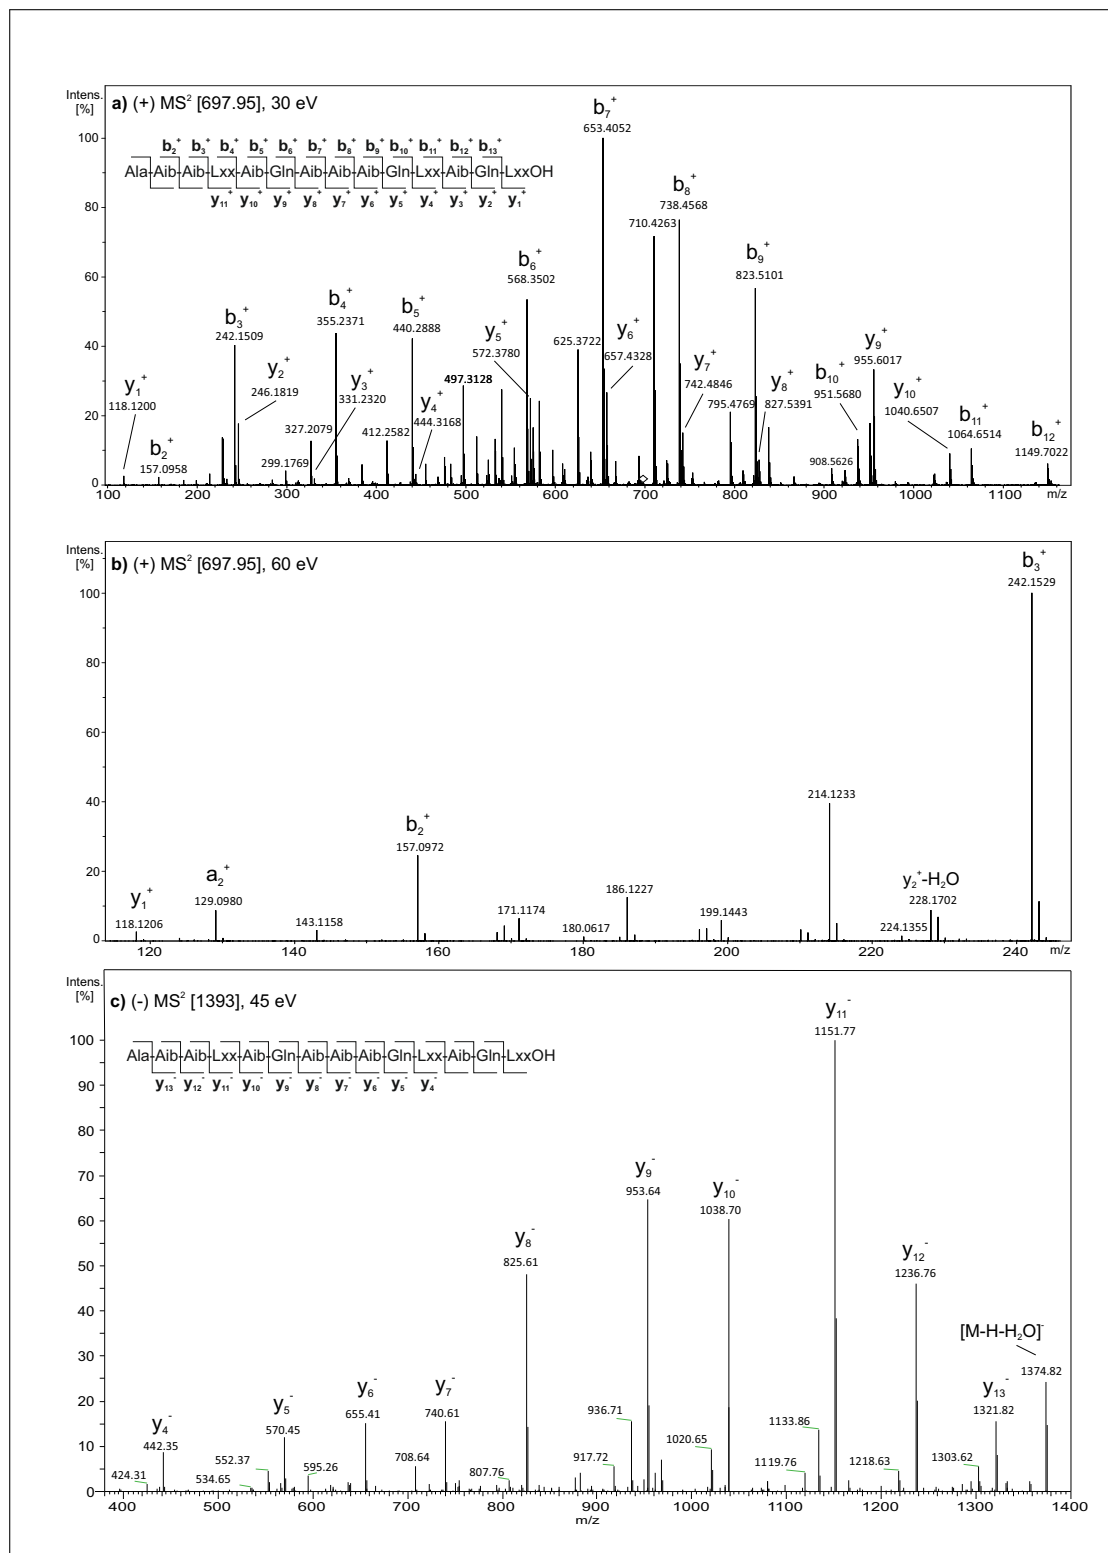 Intens.
[%]
a) (+) MS² [697.95], 30 eV
b₂⁺ b₃⁺ b₄⁺ b₅⁺ b₆⁺ b₇⁺ b₈⁺ b₉⁺ b₁₀⁺ b₁₁⁺ b₁₂⁺ b₁₃⁺
Ala-Aib-Aib-Lxx-Aib-Gln-Aib-Aib-Aib-Gln-Lxx-Aib-Gln-LxxOH
y₁₁⁺ y₁₀⁺ y₉⁺ y₈⁺ y₇⁺ y₆⁺ y₅⁺ y₄⁺ y₃⁺ y₂⁺ y₁⁺
100
80
60
40
20
0
y₁⁺
118.1200
b₂⁺
157.0958
b₃⁺
242.1509
y₂⁺
246.1819
299.1769
327.2079
y₃⁺
331.2320
b₄⁺
355.2371
412.2582
b₅⁺
440.2888
y₄⁺
444.3168
497.3128
b₆⁺
568.3502
y₅⁺
572.3780
625.3722
b₇⁺
653.4052
y₆⁺
657.4328
710.4263
b₈⁺
738.4568
y₇⁺
742.4846
795.4769
b₉⁺
823.5101
y₈⁺
827.5391
908.5626
b₁₀⁺
951.5680
y₉⁺
955.6017
y₁₀⁺
1040.6507
b₁₁⁺
1064.6514
b₁₂⁺
1149.7022
100 200 300 400 500 600 700 800 900 1000 1100 m/z
Intens.
[%]
b) (+) MS² [697.95], 60 eV
100
80
60
40
20
0
y₁⁺
118.1206
a₂⁺
129.0980
143.1158
b₂⁺
157.0972
171.1174
180.0617
186.1227
199.1443
214.1233
224.1355
y₂⁺-H₂O
228.1702
b₃⁺
242.1529
120 140 160 180 200 220 240 m/z
Intens.
[%]
c) (-) MS² [1393], 45 eV
Ala-Aib-Aib-Lxx-Aib-Gln-Aib-Aib-Aib-Gln-Lxx-Aib-Gln-LxxOH
y₁₃⁻ y₁₂⁻ y₁₁⁻ y₁₀⁻ y₉⁻ y₈⁻ y₇⁻ y₆⁻ y₅⁻ y₄⁻
100
90
80
70
60
50
40
30
20
10
0
424.31
y₄⁻
442.35
534.65
552.37
y₅⁻
570.45
595.26
y₆⁻
655.41
708.64
y₇⁻
740.61
807.76
y₈⁻
825.61
917.72
936.71
y₉⁻
953.64
1020.65
y₁₀⁻
1038.70
1119.76
1133.86
y₁₁⁻
1151.77
1218.63
y₁₂⁻
1236.76
1303.62
y₁₃⁻
1321.82
[M-H-H₂O]⁻
1374.82
400 500 600 700 800 900 1000 1100 1200 1300 1400
m/z